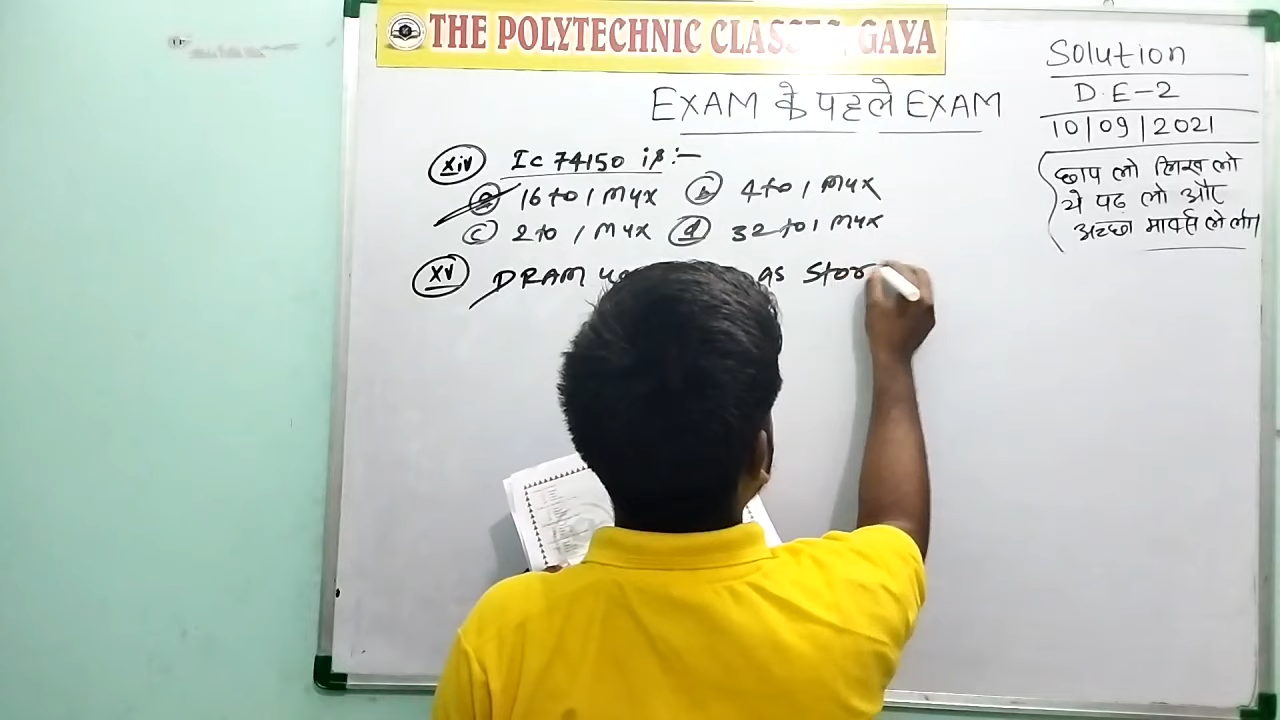 THE POLYTECHNIC CLASSES, GAYA
EXAM के पहले EXAM
Solution
D.E-2
10/09/2021
छाप लो लिख लो
ये पढ़ लो और
अच्छा मार्क्स ले लो।
xiv IC 74150 is:-
a 16 to 1 mux b 4 to 1 mux
c 2 to 1 mux d 32 to 1 mux
xv DRAM as Stor